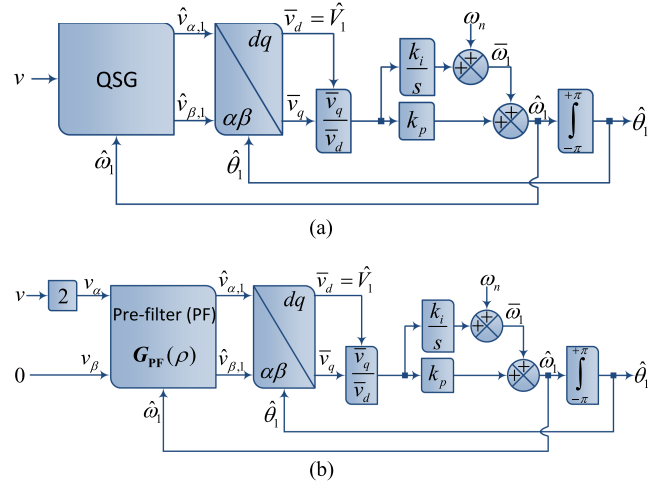 v
QSG
v̂α,1
v̂β,1
dq
αβ
v̄d = V̂1
v̄q
v̄q
v̄d
ki
s
kp
ωn
+
+
ω̄1
+
+
ω̂1
+π
∫
−π
θ̂1
ω̂1
θ̂1
(a)
v
2
vα
0
vβ
Pre-filter (PF)
GPF(ρ)
v̂α,1
v̂β,1
dq
αβ
v̄d = V̂1
v̄q
v̄q
v̄d
ki
s
kp
ωn
+
+
ω̄1
+
+
ω̂1
+π
∫
−π
θ̂1
ω̂1
θ̂1
(b)